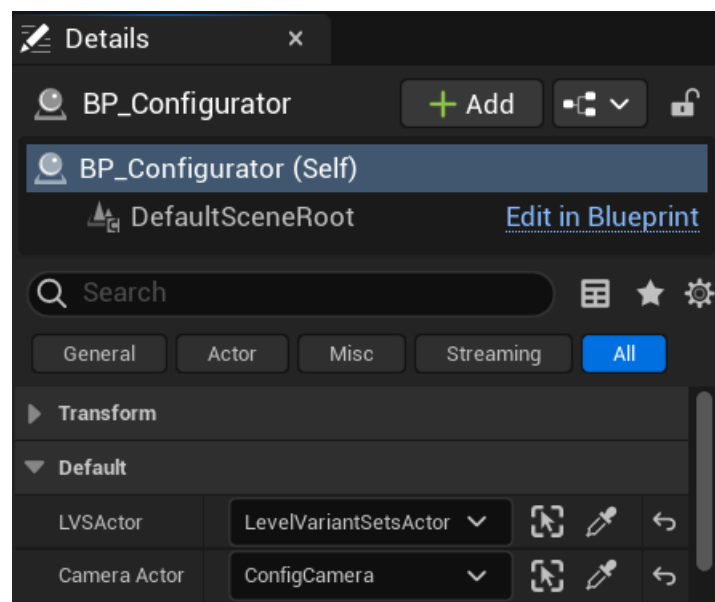 Details
BP_Configurator
Add
BP_Configurator (Self)
DefaultSceneRoot Edit in Blueprint
Search
General Actor Misc Streaming All
Transform
Default
LVSActor LevelVariantSetsActor
Camera Actor ConfigCamera